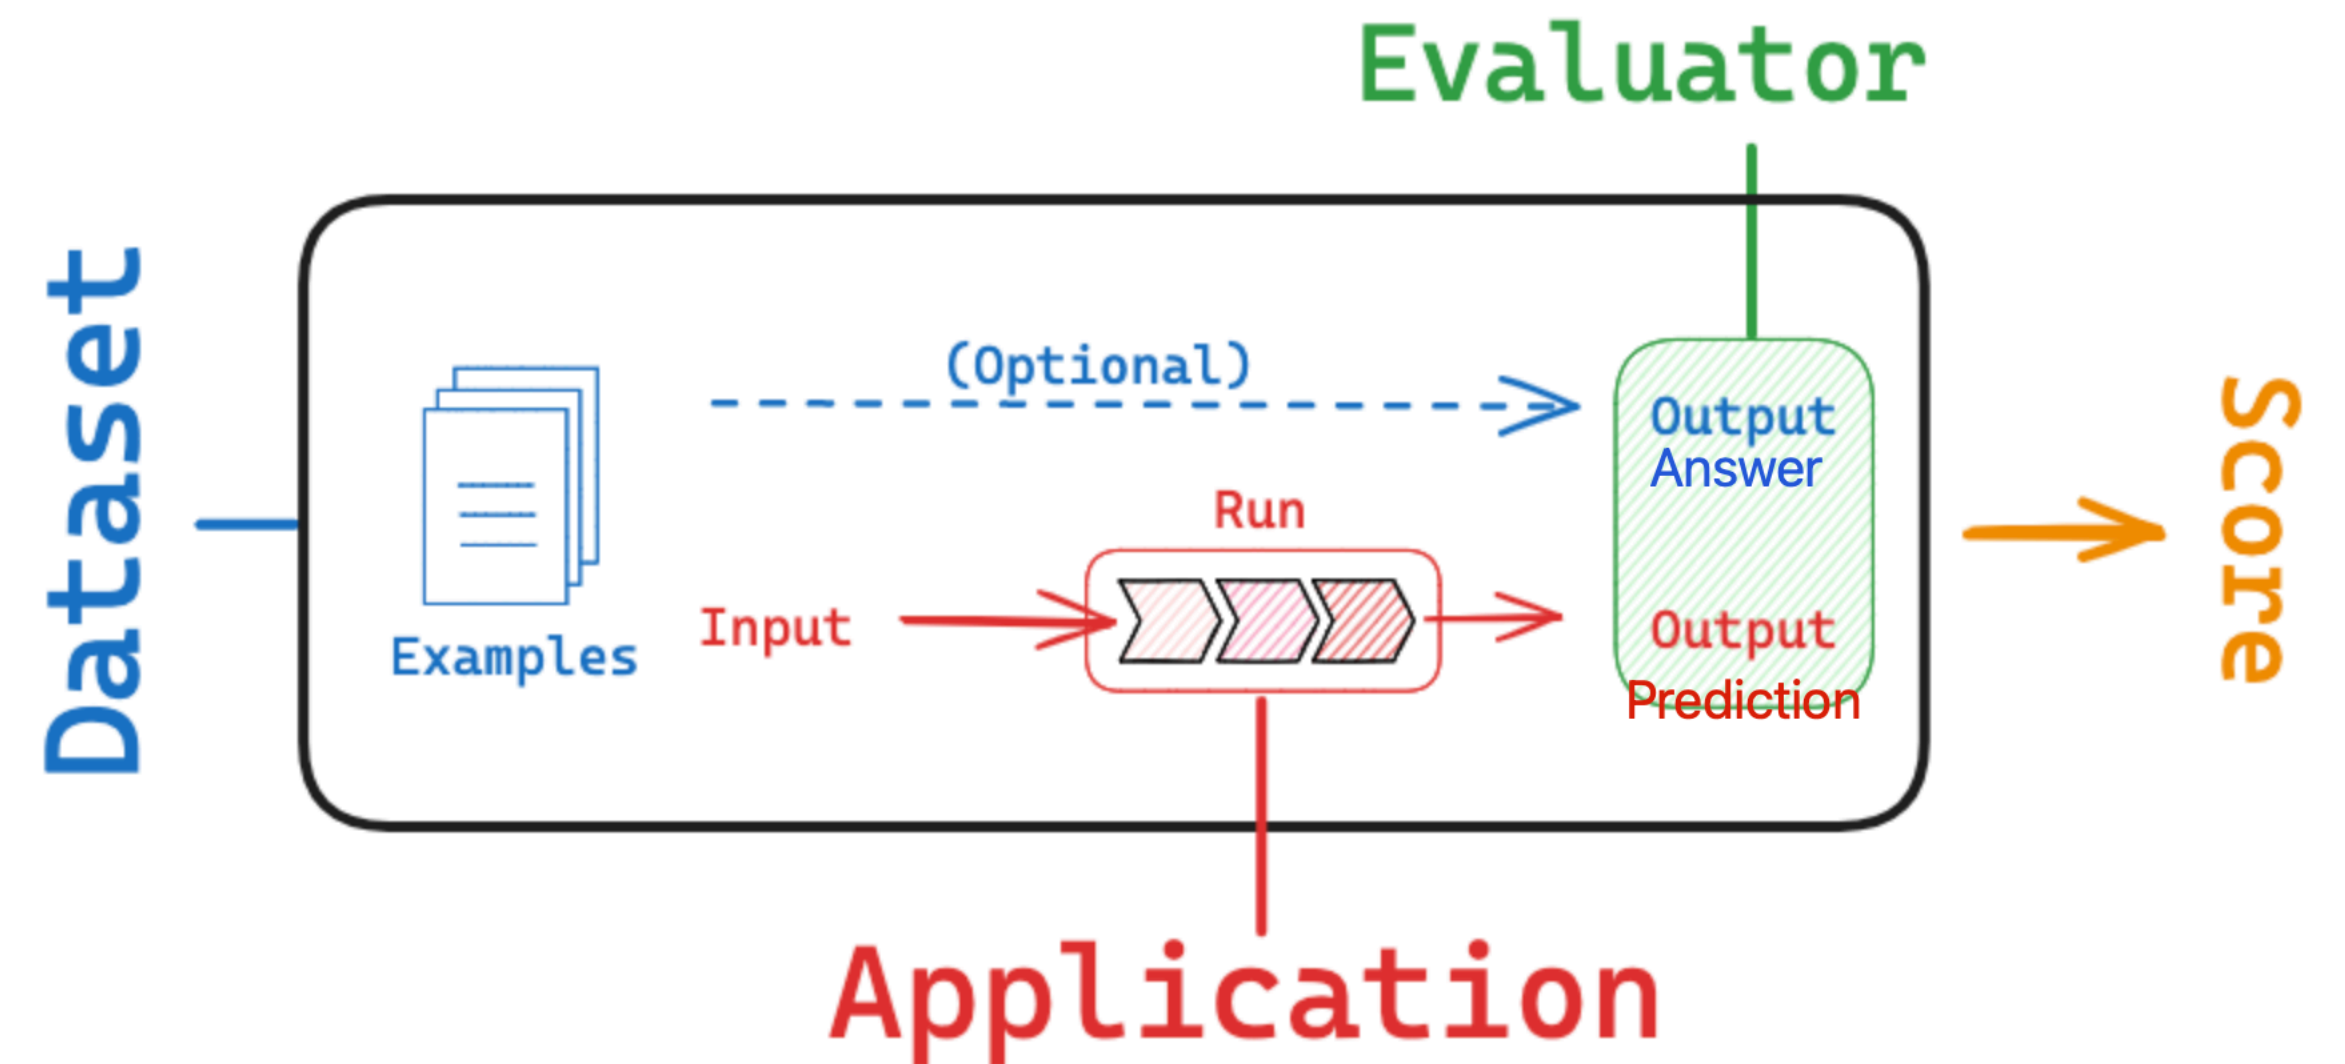 Evaluator
Dataset
(Optional)
Output
Answer
Run
Input
Output
Prediction
Examples
Score
Application